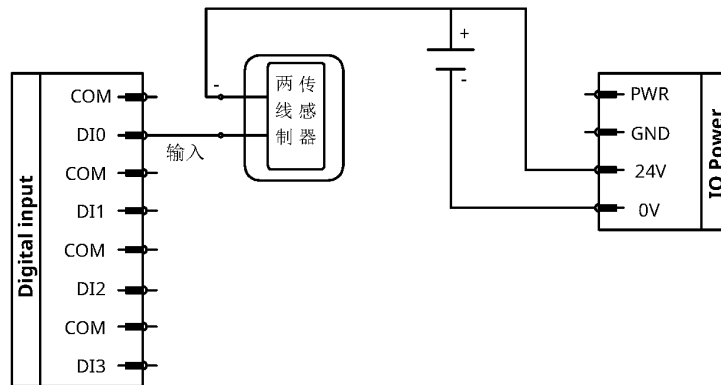 Digital input
COM
DI0
COM
DI1
COM
DI2
COM
DI3
-
输入
两线制
传感器
+
-
PWR
GND
24V
0V
IO Power